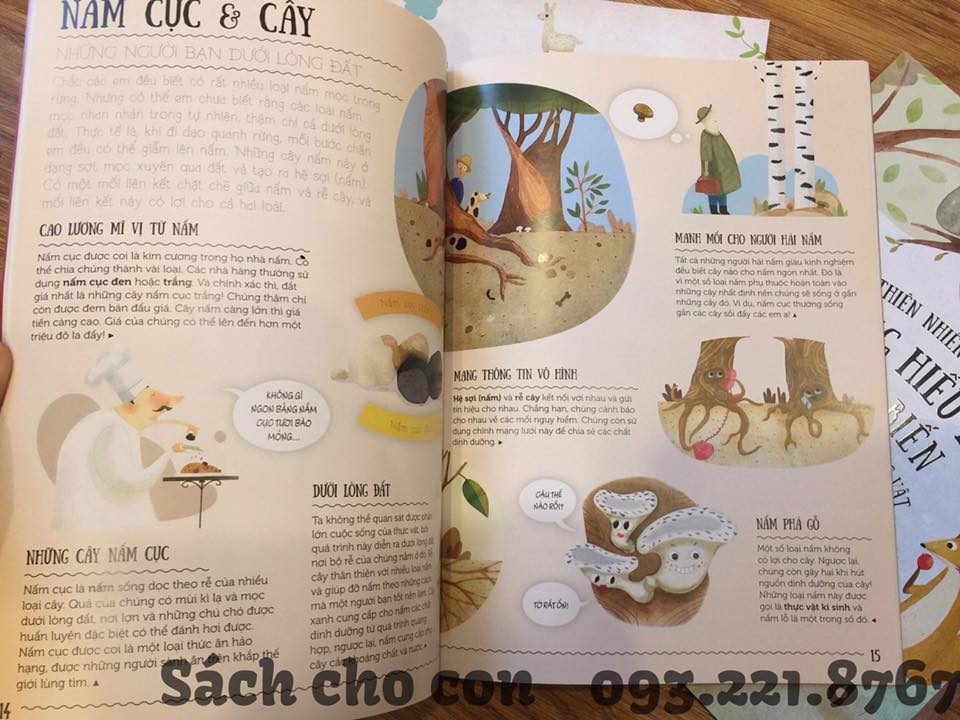 NẤM CỤC & CÂY
NHỮNG NGƯỜI BẠN DƯỚI LÒNG ĐẤT
Chắc các em đều biết có rất nhiều loại nấm mọc trong
rừng. Nhưng có thể em chưa biết rằng các loại nấm
mọc nhan nhản trong tự nhiên, thậm chí cả dưới lòng
đất. Thực tế là, khi đi dạo quanh rừng, mỗi bước chân
em đều có thể giẫm lên nấm. Những cây nấm này ở
dạng sợi, mọc xuyên qua đất và tạo ra hệ sợi (nấm).
Có một mối liên kết chặt chẽ giữa nấm và rễ cây, và
mối liên kết này có lợi cho cả hai loài.
CAO LƯƠNG MĨ VỊ TỪ NẤM
Nấm cục được coi là kim cương trong họ nhà nấm. Có
thể chia chúng thành vài loại. Các nhà hàng thường sử
dụng nấm cục đen hoặc trắng. Và chính xác thì, đắt
giá nhất là những cây nấm cục trắng! Chúng thậm chí
còn được đem bán đấu giá. Cây nấm càng lớn thì giá
tiền càng cao. Giá của chúng có thể lên đến hơn một
triệu đô la đấy!
KHÔNG GÌ
NGON BẰNG NẤM
CỤC TƯƠI BÀO
MỎNG...
Nấm cục
Nấm cục
NHỮNG CÂY NẤM CỤC
Nấm cục là nấm sống dọc theo rễ của nhiều
loại cây. Quả của chúng có mùi kì lạ và mọc
dưới lòng đất, nơi lợn và những chú chó được
huấn luyện đặc biệt có thể đánh hơi được.
Nấm cục được coi là một loại thức ăn hảo
hạng, được những người sành ăn trên khắp thế
giới lùng tìm.
14
DƯỚI LÒNG ĐẤT
Ta không thể quan sát được phần
lớn cuộc sống của thực vật, bởi
quá trình này diễn ra dưới lòng đất,
nơi bộ rễ của chúng nằm ở đó. Rễ
cây thân thiện với nhiều loại nấm
và giúp đỡ nấm theo những cách
mà một người bạn tốt nên làm. Cây
xanh cung cấp cho nấm các chất
dinh dưỡng từ quá trình quang
hợp, ngược lại, nấm cung cấp cho
cây các khoáng chất và nước.
MẠNG THÔNG TIN VÔ HÌNH
Hệ sợi (nấm) và rễ cây kết nối với nhau và gửi
tín hiệu cho nhau. Chẳng hạn, chúng cảnh báo
cho nhau về các mối nguy hiểm. Chúng còn sử
dụng chính mạng lưới này để chia sẻ các chất
dinh dưỡng.
MANH MỐI CHO NGƯỜI HÁI NẤM
Tất cả những người hái nấm giàu kinh nghiệm
đều biết cây nào cho nấm ngon nhất. Đó là
vì một số loại nấm phụ thuộc hoàn toàn vào
những cây nhất định nên chúng sẽ sống ở gần
những cây đó. Ví dụ, nấm cục thường sống
gần các cây sồi đấy các em ạ!
CẬU THẾ
NÀO RỒI?
TỚ RẤT ỔN!
NẤM PHÁ GỖ
Một số loại nấm không
có lợi cho cây. Ngược lại,
chúng còn gây hại khi hút
nguồn dinh dưỡng của cây!
Những loại nấm này được
gọi là thực vật kí sinh và
nấm lỗ là một trong số đó.
15
THIÊN NHIÊN
HIỂU
BIẾN
VẬT
Sach cho con 093.221.8767